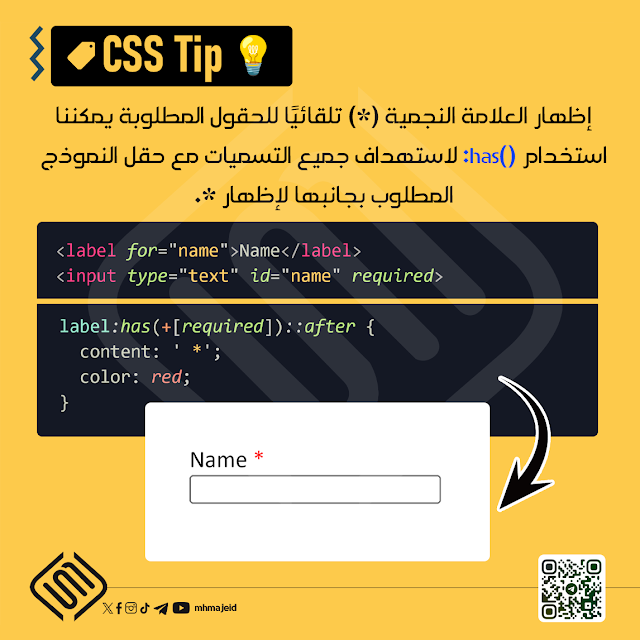 CSS Tip
إظهار العلامة النجمية (*) تلقائيًا للحقول المطلوبة يمكننا
استخدام has():‎ لاستهداف جميع التسميات مع حقل النموذج
المطلوب بجانبها لإظهار *.
<label for="name">Name</label>
<input type="text" id="name" required>
label:has(+[required])::after {
content: ' *';
color: red;
}
Name *
mhmajeid